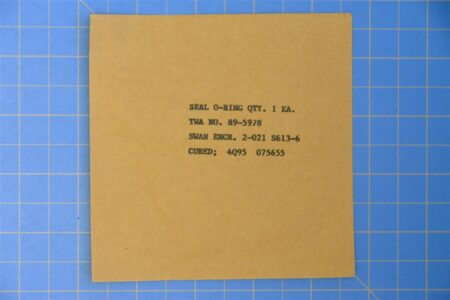 SEAL O-RING QTY. 1 EA.
TWA NO. 89-5978
SWAN ENGR. 2-021 S613-6
CURED; 4Q95 075655